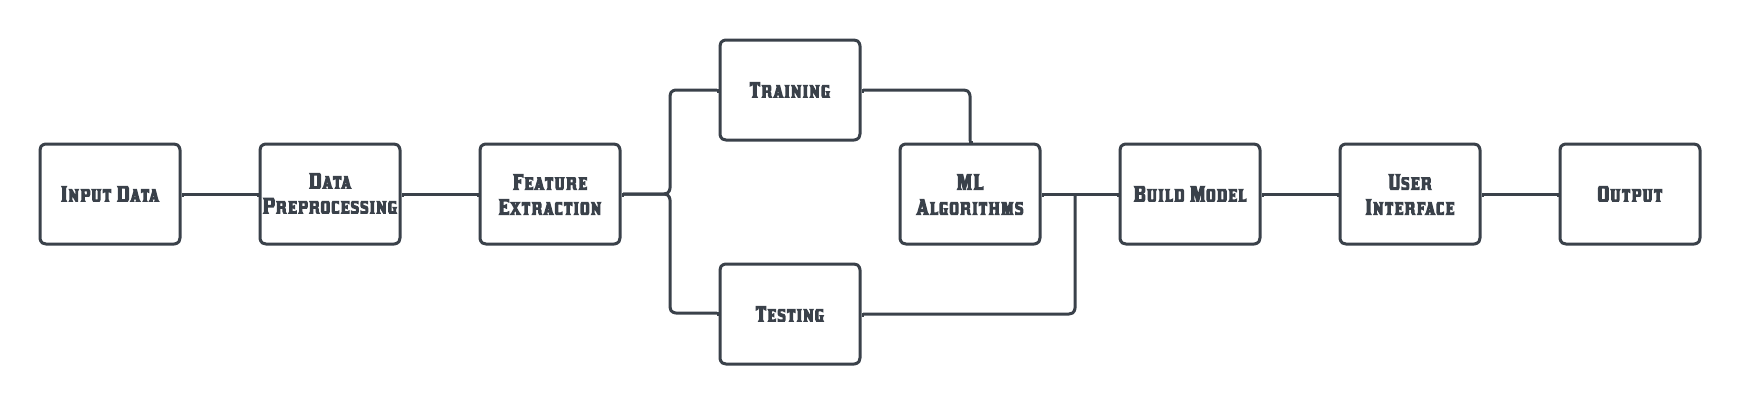 Input Data
Data
Preprocessing
Feature
Extraction
Training
Testing
ML
Algorithms
Build Model
User
Interface
Output